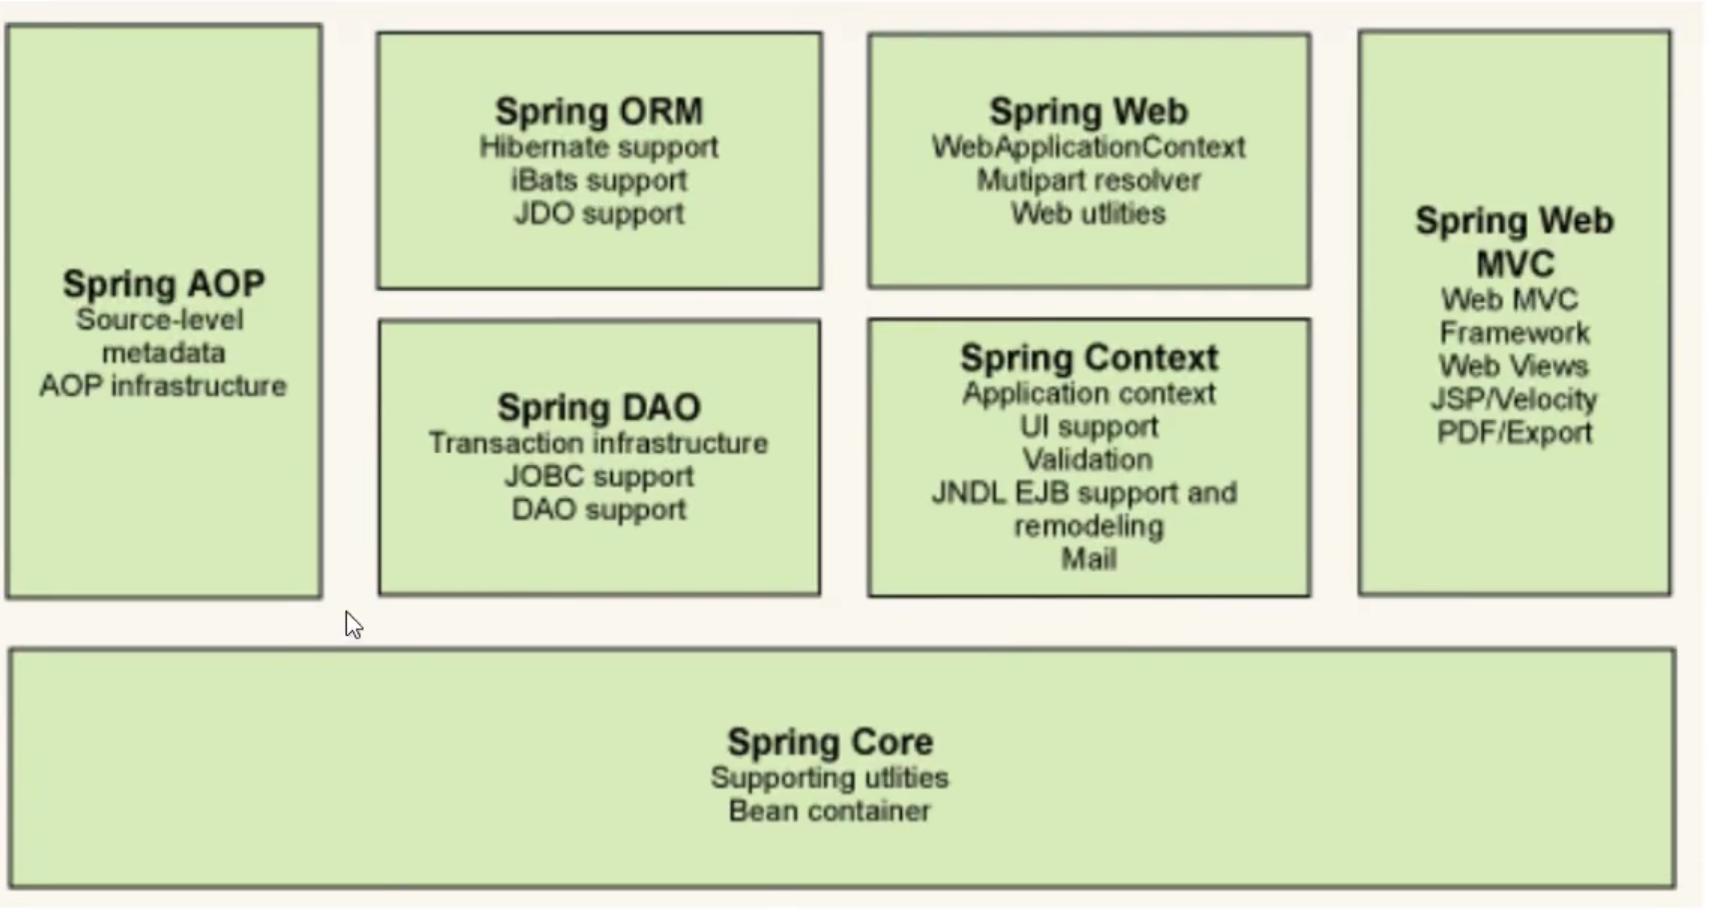 Spring AOP
Source-level
metadata
AOP infrastructure
Spring ORM
Hibernate support
iBats support
JDO support
Spring DAO
Transaction infrastructure
JOBC support
DAO support
Spring Web
WebApplicationContext
Mutipart resolver
Web utlities
Spring Context
Application context
UI support
Validation
JNDL EJB support and
remodeling
Mail
Spring Web
MVC
Web MVC
Framework
Web Views
JSP/Velocity
PDF/Export
Spring Core
Supporting utlities
Bean container